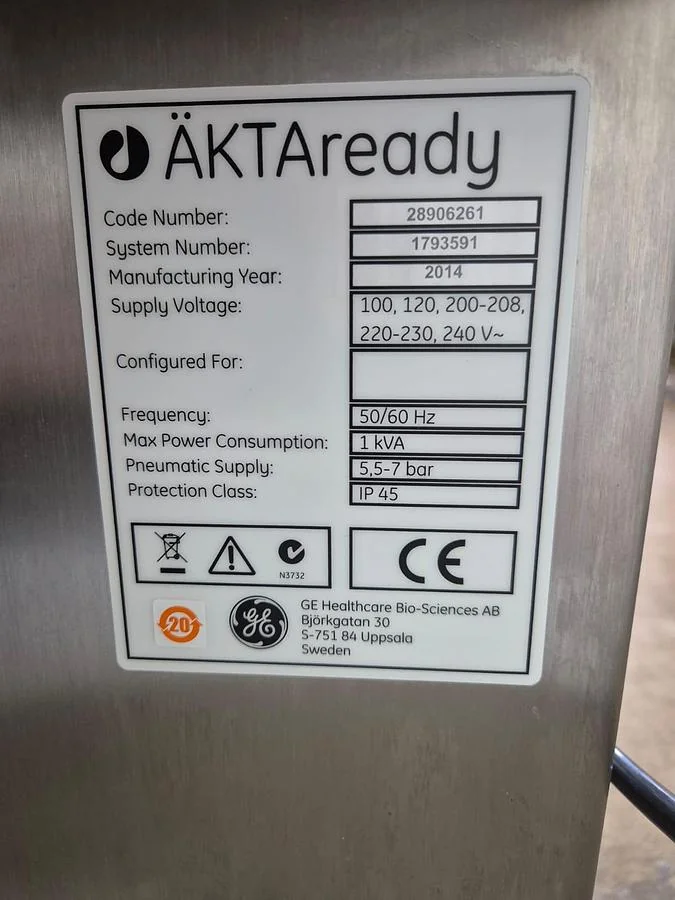 ÄKTAready
Code Number: 28906261
System Number: 1793591
Manufacturing Year: 2014
Supply Voltage: 100, 120, 200-208,
220-230, 240 V~
Configured For:
Frequency: 50/60 Hz
Max Power Consumption: 1 kVA
Pneumatic Supply: 5,5-7 bar
Protection Class: IP 45
N3732
CE
20
GE
GE Healthcare Bio-Sciences AB
Björkgatan 30
S-751 84 Uppsala
Sweden